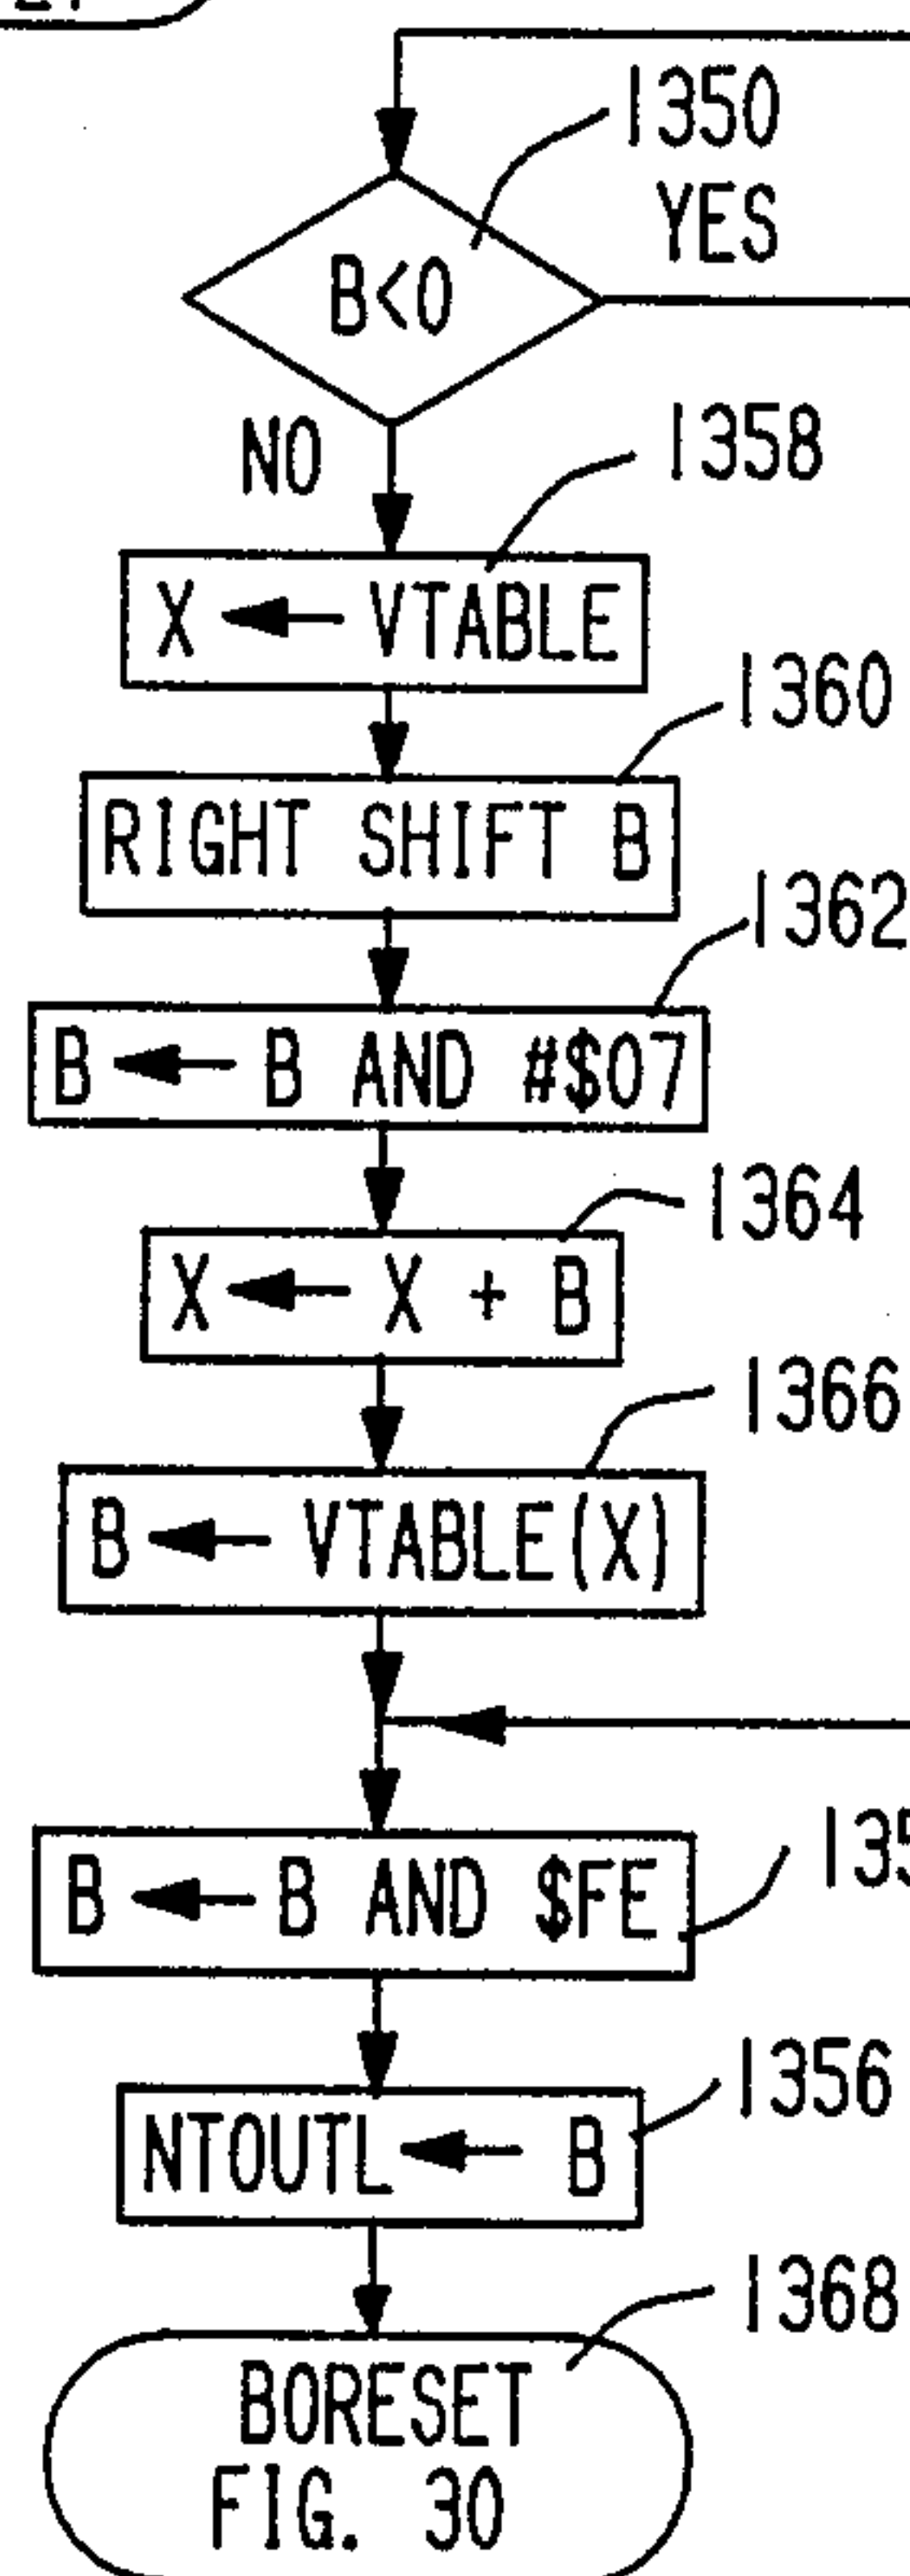 1350
YES
B<0
NO
1358
X ← VTABLE
1360
RIGHT SHIFT B
1362
B ← B AND #$07
1364
X ← X + B
1366
B ← VTABLE(X)
B ← B AND $FE
1356
NTOUTL ← B
1368
BORESET
FIG. 30